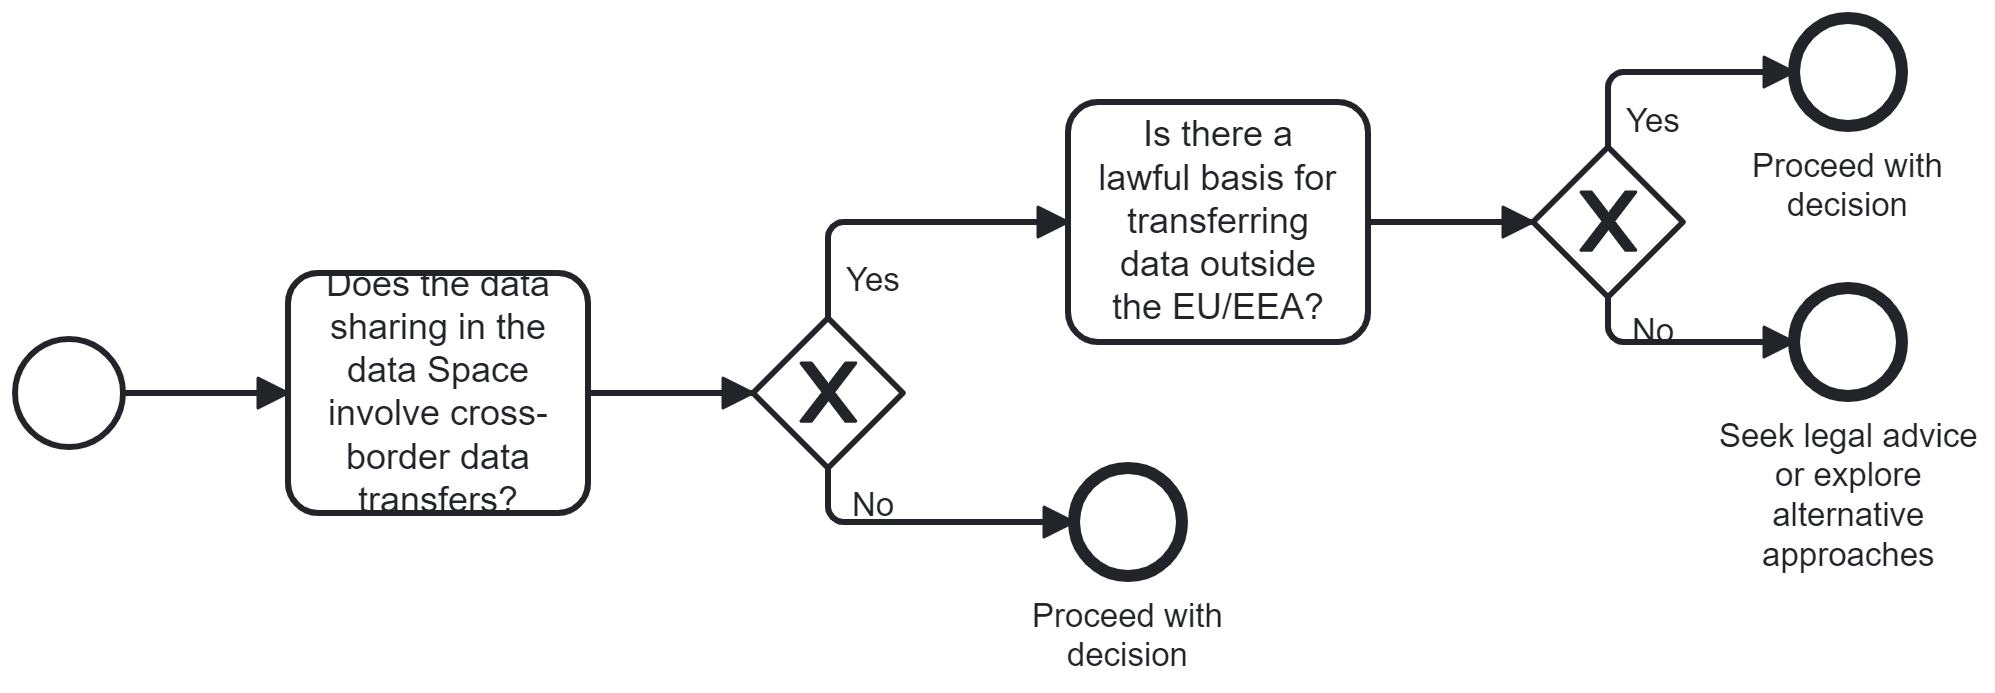 Does the data
sharing in the
data Space
involve cross-
border data
transfers?
Yes
No
Proceed with
decision
Is there a
lawful basis for
transferring
data outside
the EU/EEA?
Yes
Proceed with
decision
No
Seek legal advice
or explore
alternative
approaches